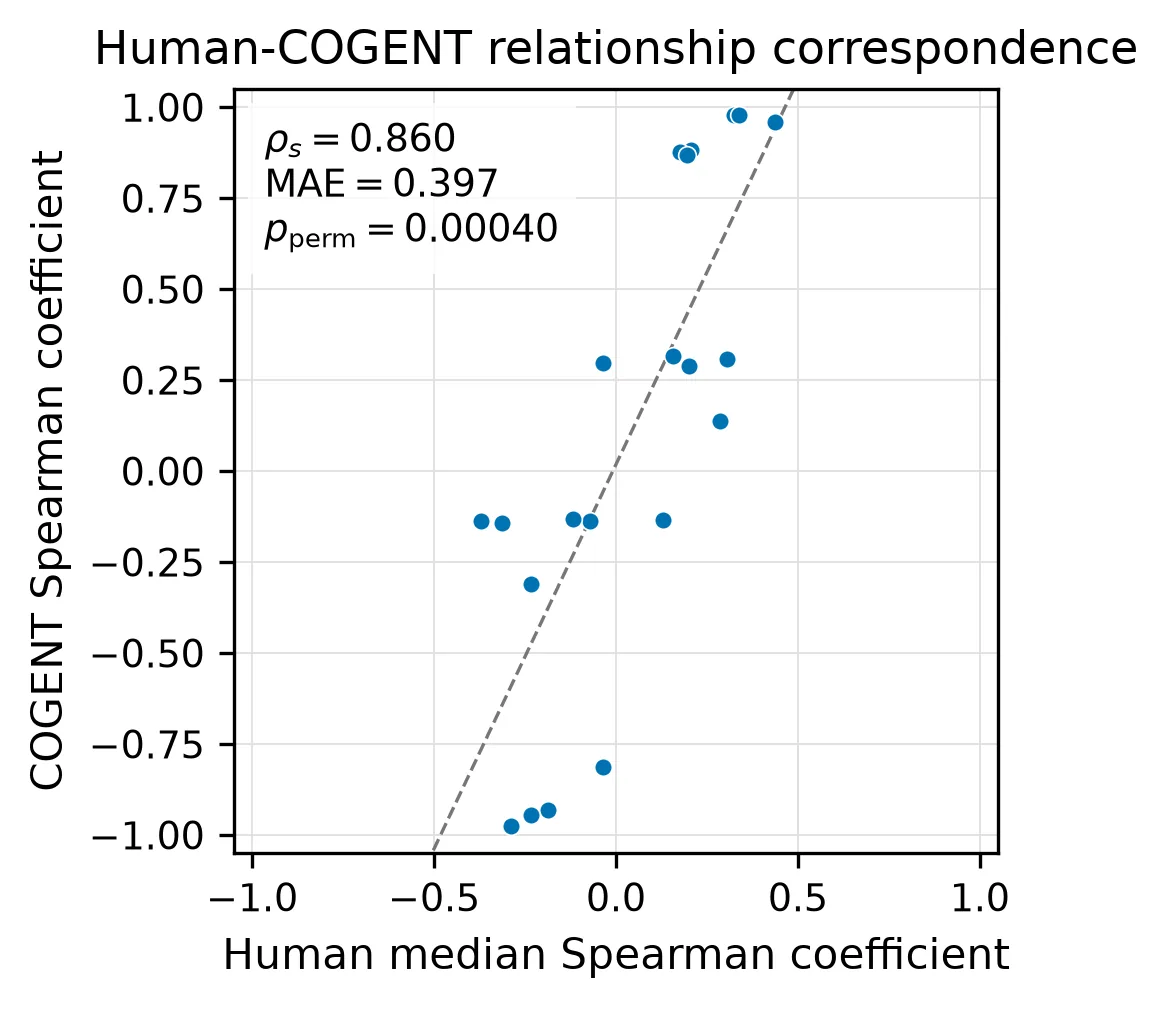 Human-COGENT relationship correspondence
ρs = 0.860
MAE = 0.397
pperm = 0.00040
COGENT Spearman coefficient
1.00
0.75
0.50
0.25
0.00
−0.25
−0.50
−0.75
−1.00
−1.0 −0.5 0.0 0.5 1.0
Human median Spearman coefficient